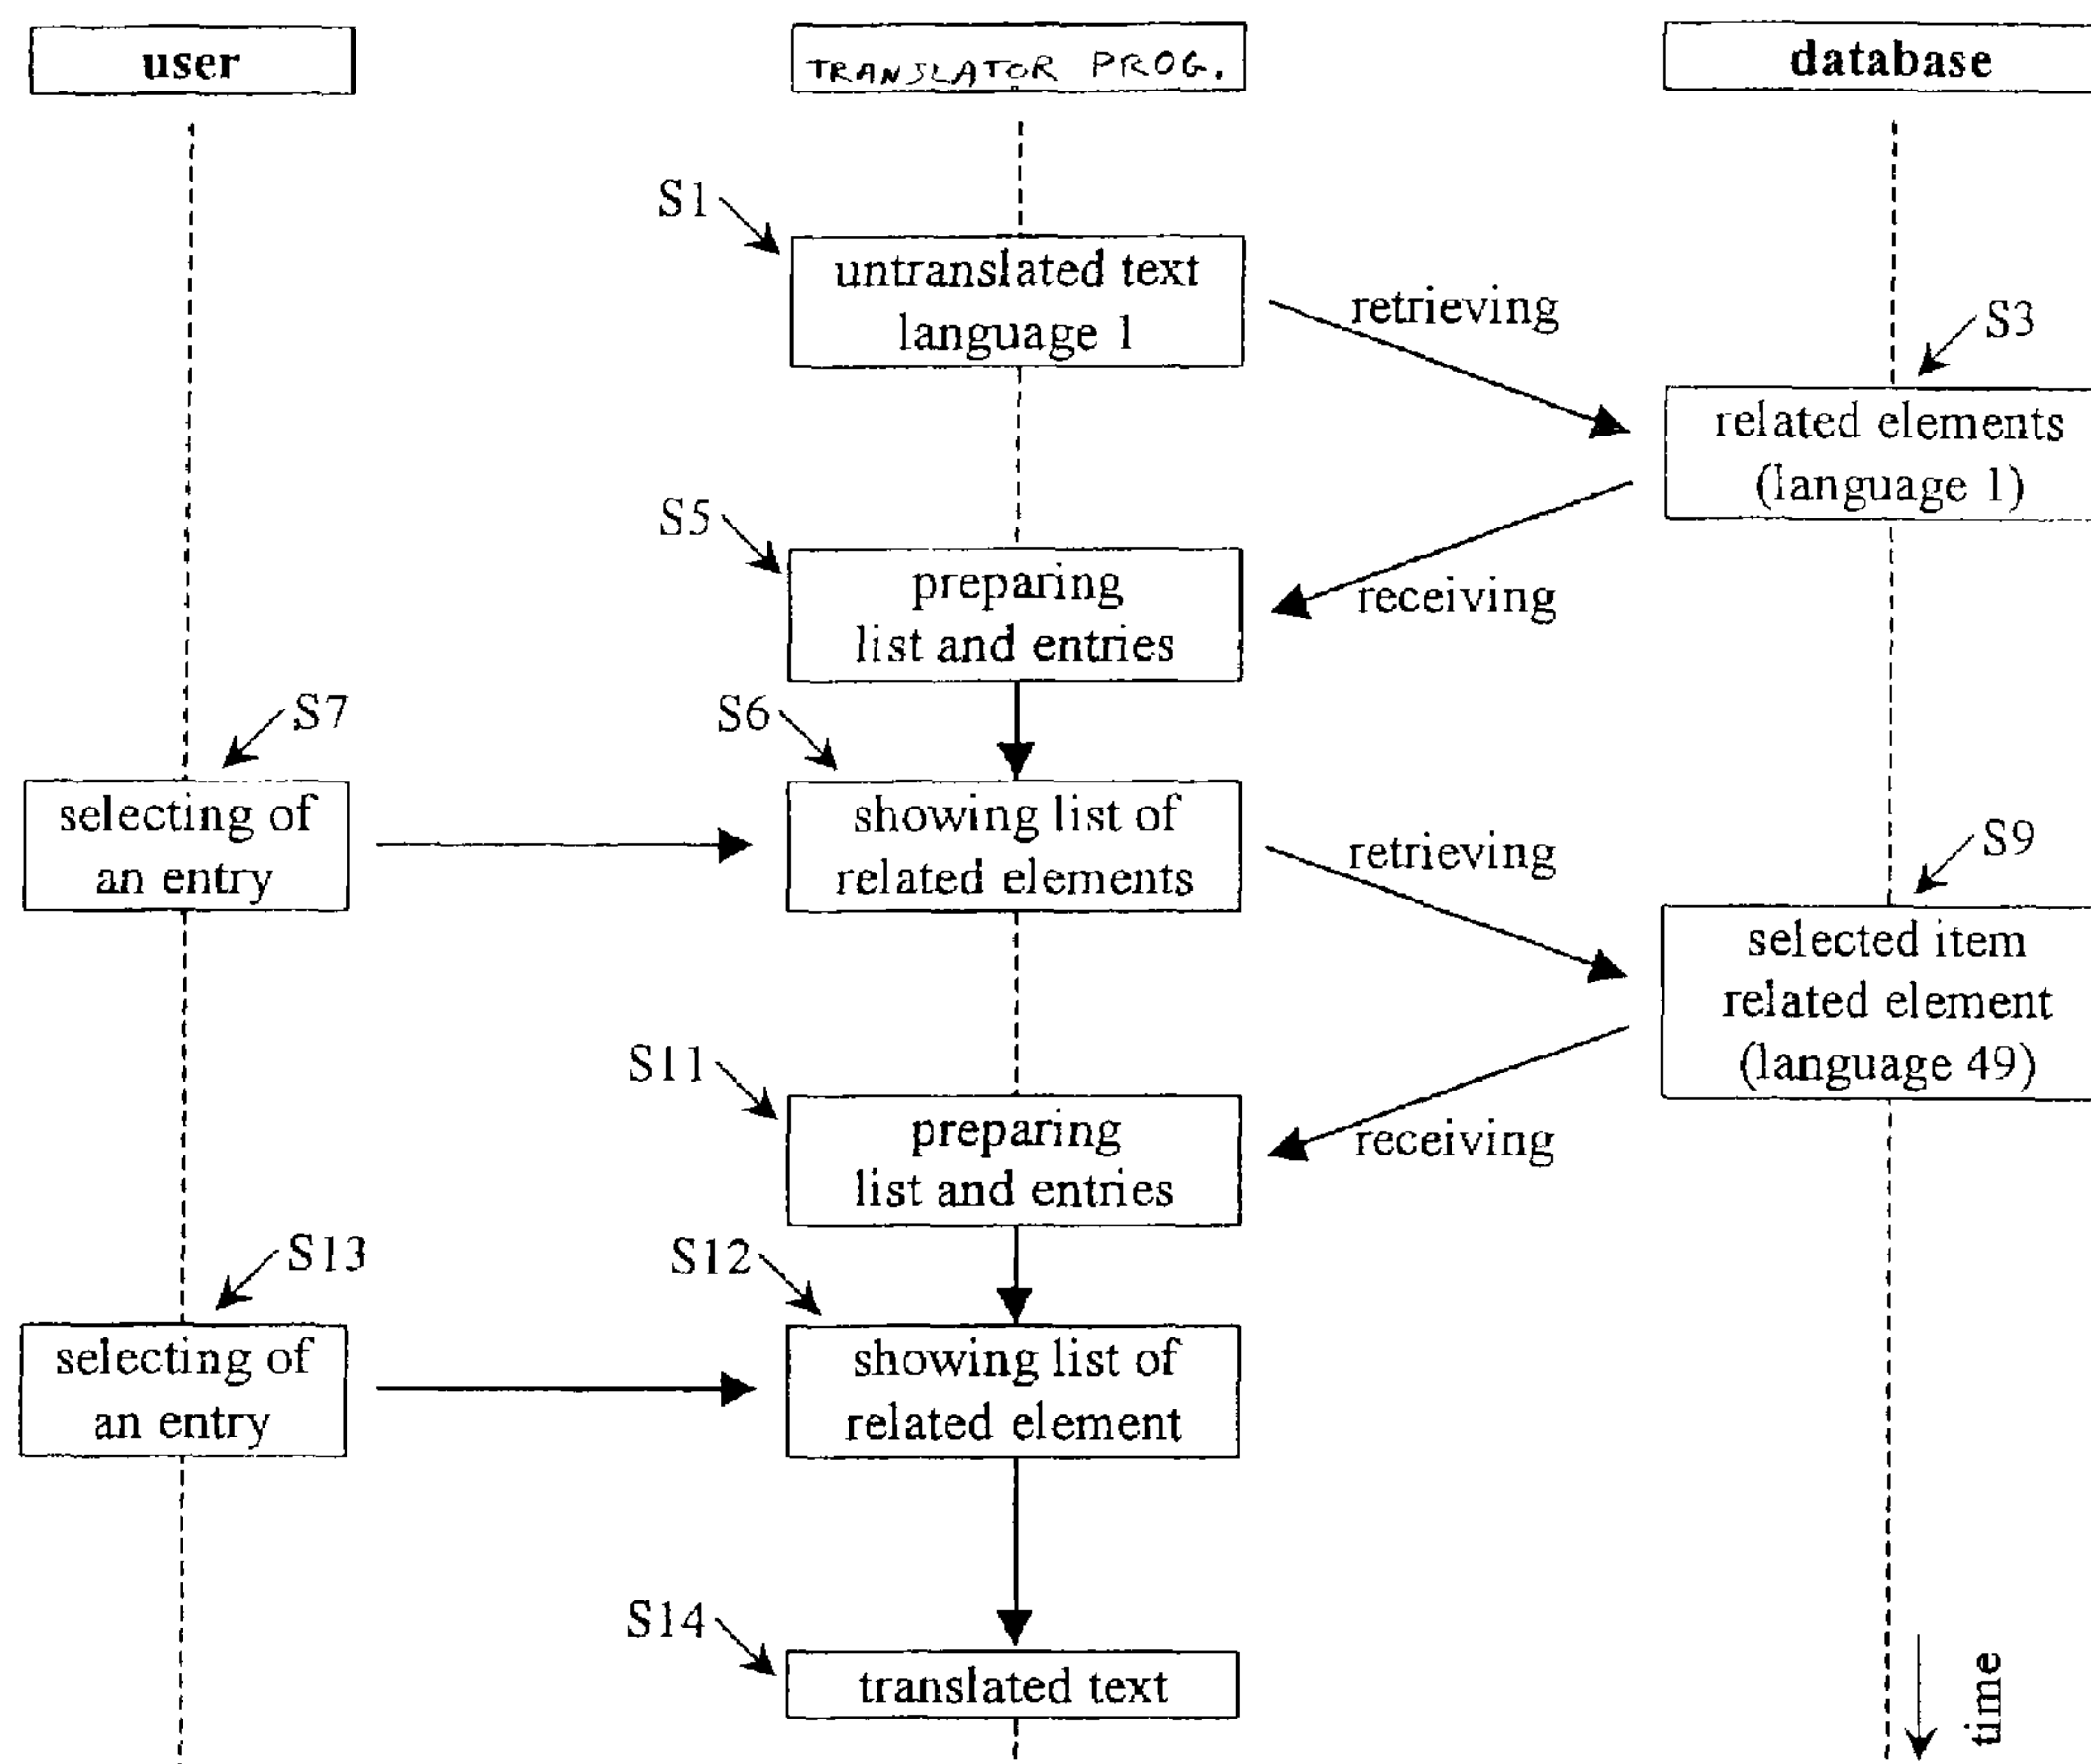 user
TRANSLATOR PROG.
database
S1
untranslated text
language 1
retrieving
S3
related elements
(language 1)
S5
preparing
list and entries
receiving
S7
S6
selecting of
an entry
showing list of
related elements
retrieving
S9
selected item
related element
(language 49)
S11
preparing
list and entries
receiving
S13
S12
selecting of
an entry
showing list of
related element
S14
translated text
time